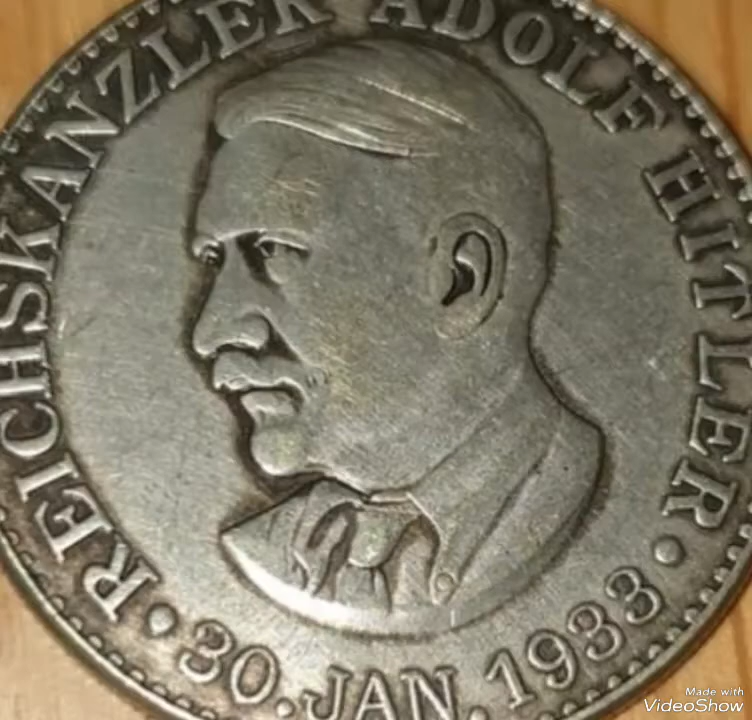 • REICHSKANZLER ADOLF HITLER •
30. JAN. 1933
Made with
VideoShow